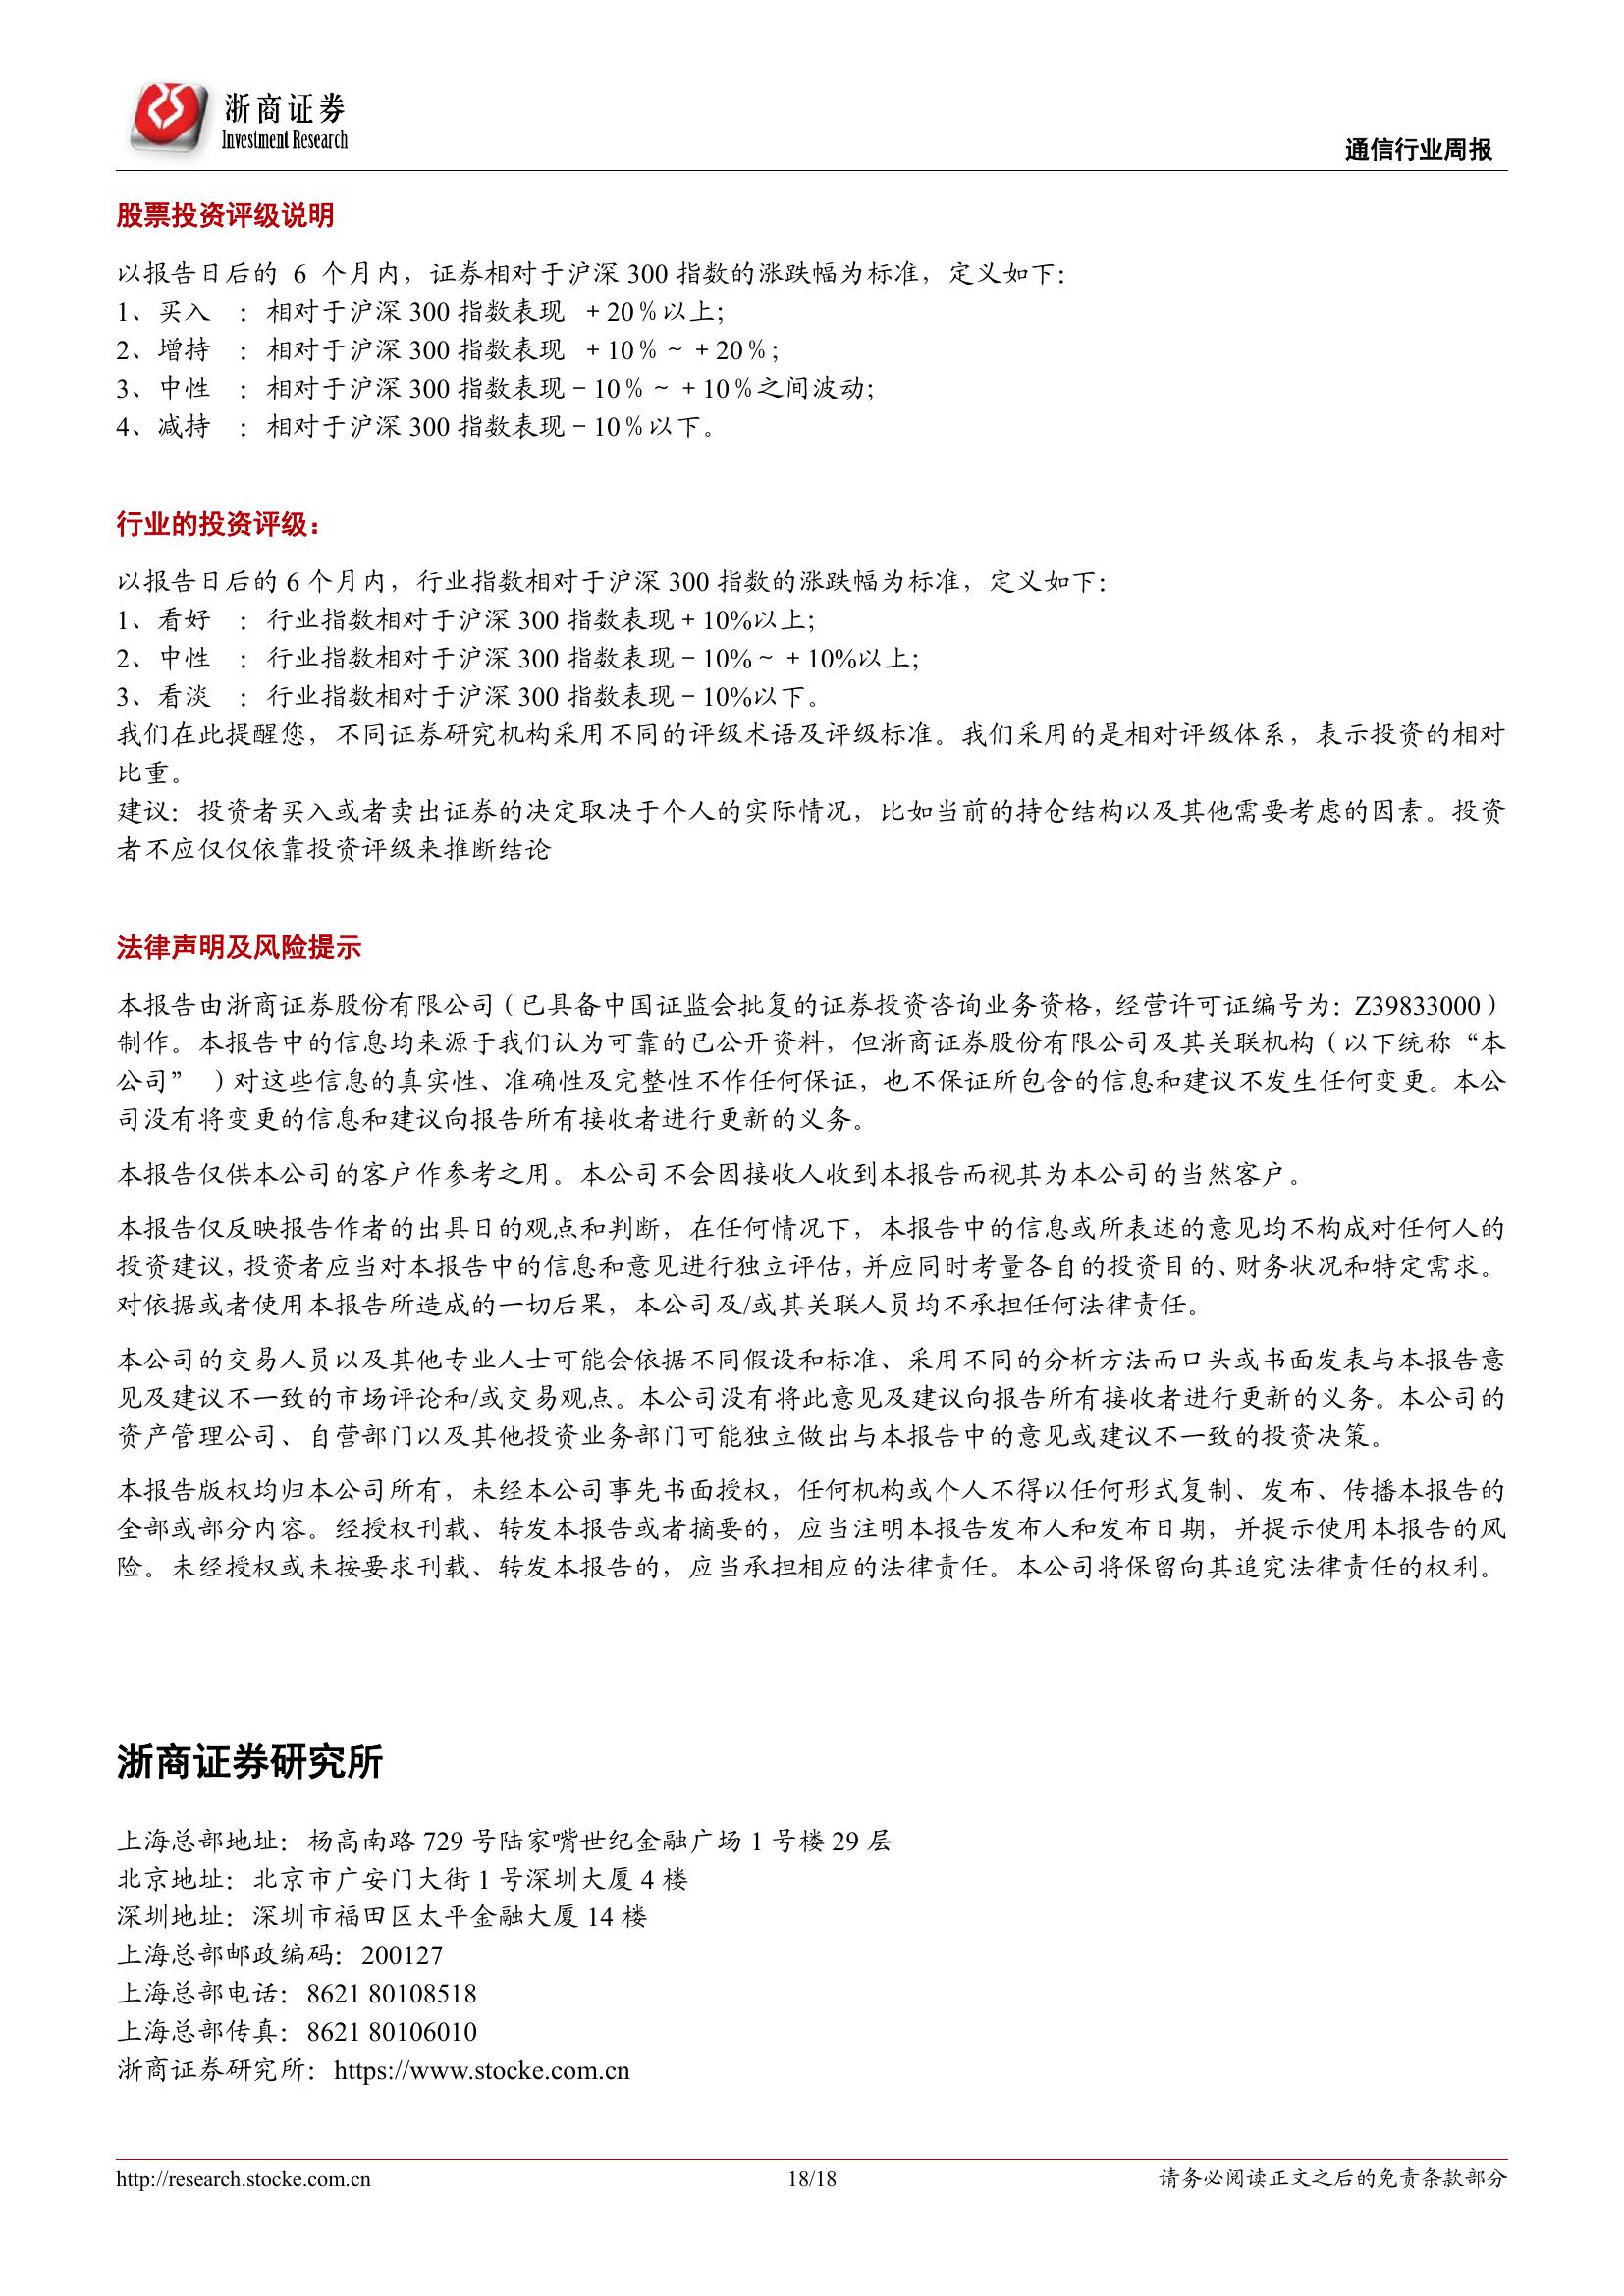 浙商证券
Investment Research
通信行业周报
股票投资评级说明
以报告日后的 6 个月内，证券相对于沪深 300 指数的涨跌幅为标准，定义如下：
1、买入 ：相对于沪深 300 指数表现 ＋20％以上；
2、增持 ：相对于沪深 300 指数表现 ＋10％～＋20％；
3、中性 ：相对于沪深 300 指数表现－10％～＋10％之间波动；
4、减持 ：相对于沪深 300 指数表现－10％以下。
行业的投资评级：
以报告日后的 6 个月内，行业指数相对于沪深 300 指数的涨跌幅为标准，定义如下：
1、看好 ：行业指数相对于沪深 300 指数表现＋10%以上；
2、中性 ：行业指数相对于沪深 300 指数表现－10%～＋10%以上；
3、看淡 ：行业指数相对于沪深 300 指数表现－10%以下。
我们在此提醒您，不同证券研究机构采用不同的评级术语及评级标准。我们采用的是相对评级体系，表示投资的相对
比重。
建议：投资者买入或者卖出证券的决定取决于个人的实际情况，比如当前的持仓结构以及其他需要考虑的因素。投资
者不应仅仅依靠投资评级来推断结论
法律声明及风险提示
本报告由浙商证券股份有限公司（已具备中国证监会批复的证券投资咨询业务资格，经营许可证编号为：Z39833000）
制作。本报告中的信息均来源于我们认为可靠的已公开资料，但浙商证券股份有限公司及其关联机构（以下统称“本
公司” ）对这些信息的真实性、准确性及完整性不作任何保证，也不保证所包含的信息和建议不发生任何变更。本公
司没有将变更的信息和建议向报告所有接收者进行更新的义务。
本报告仅供本公司的客户作参考之用。本公司不会因接收人收到本报告而视其为本公司的当然客户。
本报告仅反映报告作者的出具日的观点和判断，在任何情况下，本报告中的信息或所表述的意见均不构成对任何人的
投资建议，投资者应当对本报告中的信息和意见进行独立评估，并应同时考量各自的投资目的、财务状况和特定需求。
对依据或者使用本报告所造成的一切后果，本公司及/或其关联人员均不承担任何法律责任。
本公司的交易人员以及其他专业人士可能会依据不同假设和标准、采用不同的分析方法而口头或书面发表与本报告意
见及建议不一致的市场评论和/或交易观点。本公司没有将此意见及建议向报告所有接收者进行更新的义务。本公司的
资产管理公司、自营部门以及其他投资业务部门可能独立做出与本报告中的意见或建议不一致的投资决策。
本报告版权均归本公司所有，未经本公司事先书面授权，任何机构或个人不得以任何形式复制、发布、传播本报告的
全部或部分内容。经授权刊载、转发本报告或者摘要的，应当注明本报告发布人和发布日期，并提示使用本报告的风
险。未经授权或未按要求刊载、转发本报告的，应当承担相应的法律责任。本公司将保留向其追究法律责任的权利。
浙商证券研究所
上海总部地址：杨高南路 729 号陆家嘴世纪金融广场 1 号楼 29 层
北京地址：北京市广安门大街 1 号深圳大厦 4 楼
深圳地址：深圳市福田区太平金融大厦 14 楼
上海总部邮政编码：200127
上海总部电话：8621 80108518
上海总部传真：8621 80106010
浙商证券研究所：https://www.stocke.com.cn
http://research.stocke.com.cn
18/18
请务必阅读正文之后的免责条款部分